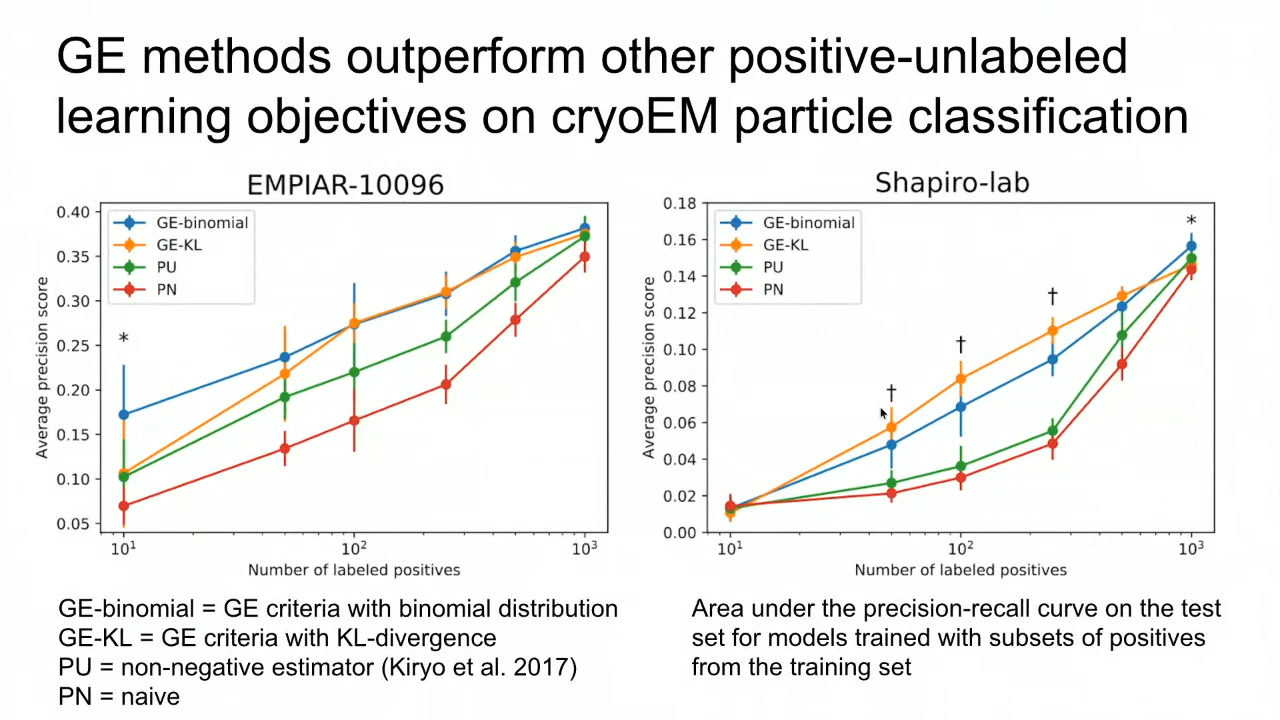 GE methods outperform other positive-unlabeled
learning objectives on cryoEM particle classification
EMPIAR-10096
GE-binomial
GE-KL
PU
PN
*
0.40
0.35
0.30
0.25
0.20
0.15
0.10
0.05
Average precision score
10¹
10²
10³
Number of labeled positives
Shapiro-lab
GE-binomial
GE-KL
PU
PN
*
†
†
†
0.18
0.16
0.14
0.12
0.10
0.08
0.06
0.04
0.02
0.00
Average precision score
10¹
10²
10³
Number of labeled positives
GE-binomial = GE criteria with binomial distribution
GE-KL = GE criteria with KL-divergence
PU = non-negative estimator (Kiryo et al. 2017)
PN = naive
Area under the precision-recall curve on the test
set for models trained with subsets of positives
from the training set